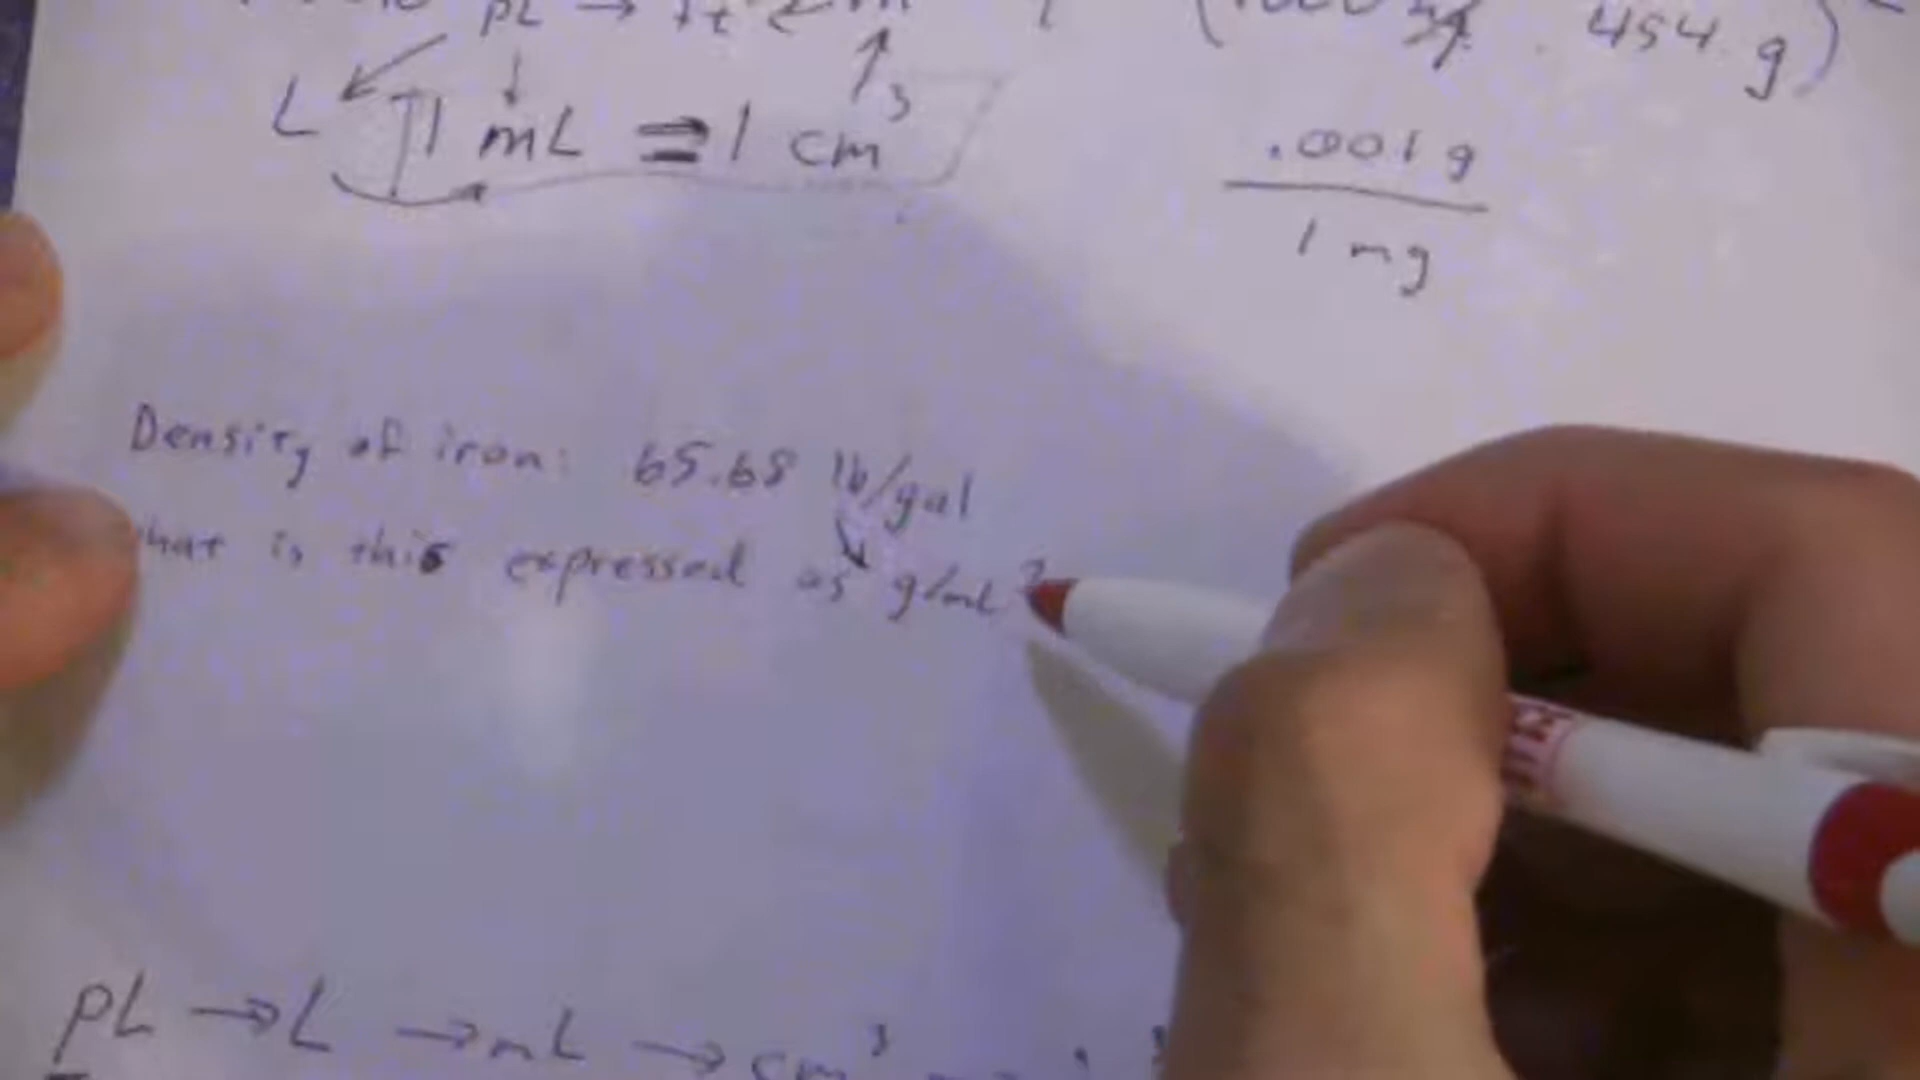 pL →
454 g)
L 1 mL = 1 cm³
.001 g
1 mg
Density of iron: 65.68 lb/gal
hat is this expressed as g/mL?
pL → L → mL → cm³